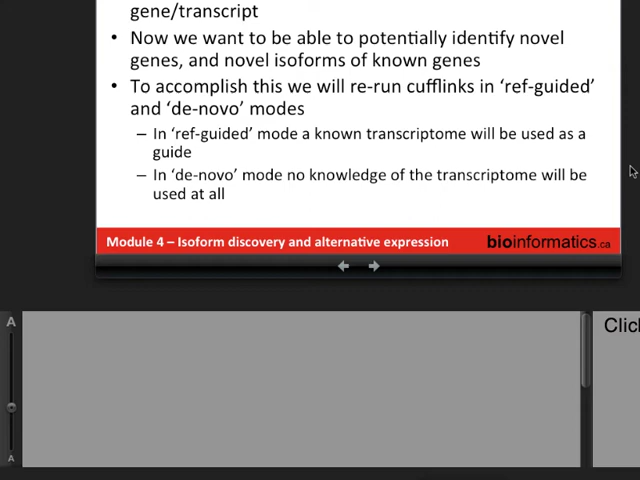 gene/transcript
• Now we want to be able to potentially identify novel
genes, and novel isoforms of known genes
• To accomplish this we will re-run cufflinks in ‘ref-guided’
and ‘de-novo’ modes
– In ‘ref-guided’ mode a known transcriptome will be used as a
guide
– In ‘de-novo’ mode no knowledge of the transcriptome will be
used at all
Module 4 – Isoform discovery and alternative expression
bioinformatics.ca
A
Clic
A